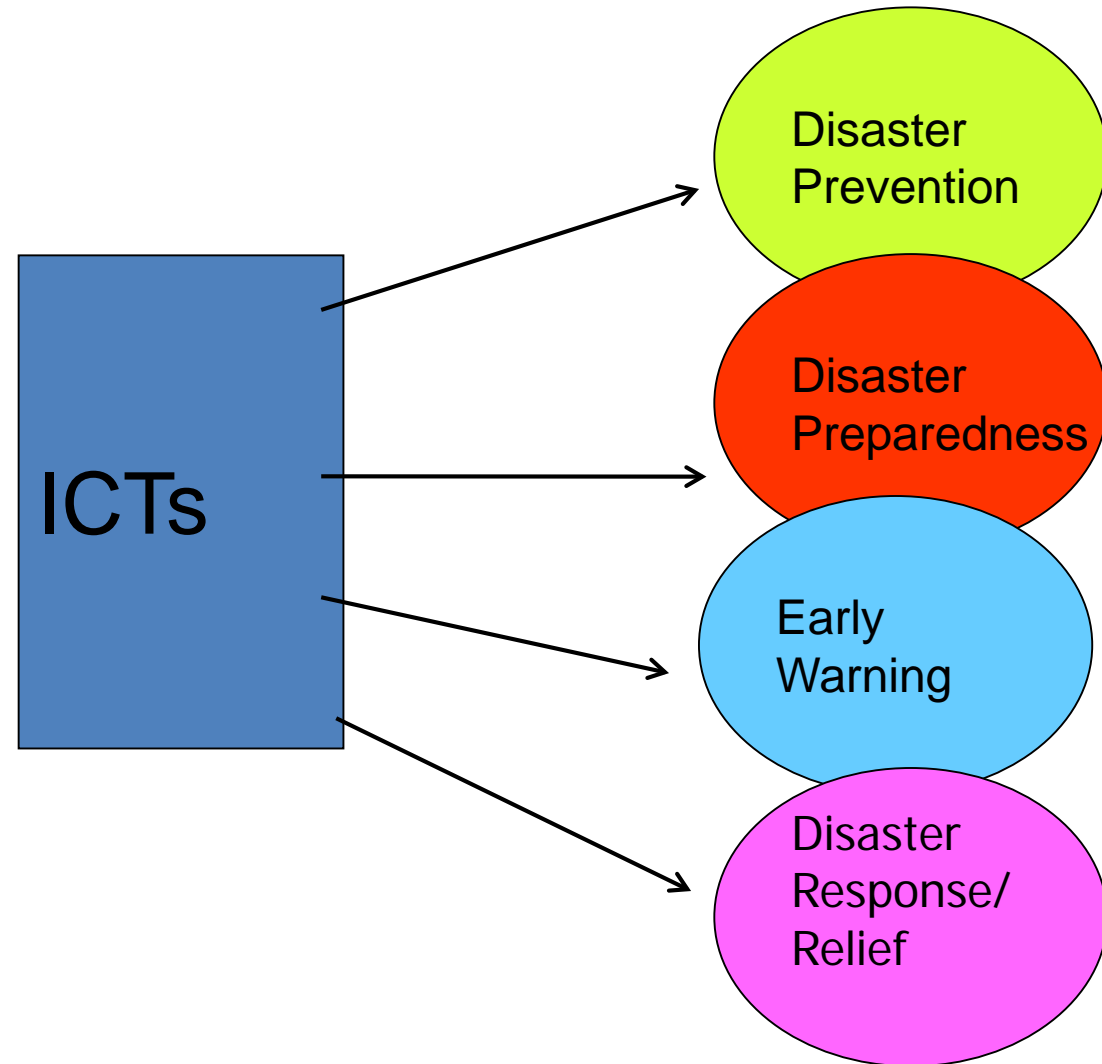 Disaster
Prevention
ICTs
Disaster
Preparedness
Early
Warning
Disaster
Response/
Relief